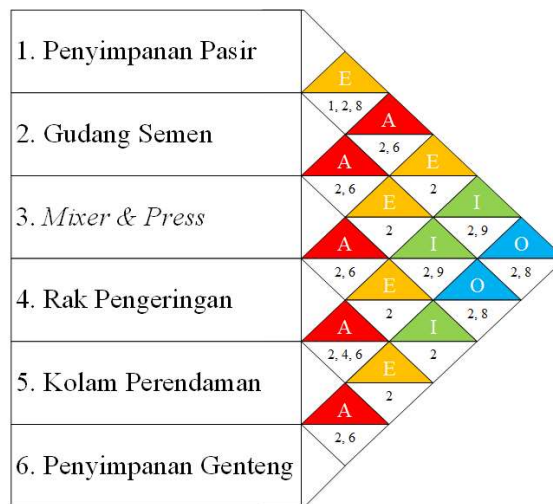 1. Penyimpanan Pasir
E
1, 2, 8
A
2. Gudang Semen
2, 6
A E
2, 6 2
E I
3. Mixer & Press
2 2, 9
A I O
2, 6 2, 9 2, 8
E O
4. Rak Pengeringan
2 2, 8
A I
2, 4, 6 2
E
5. Kolam Perendaman
2
A
2, 6
6. Penyimpanan Genteng